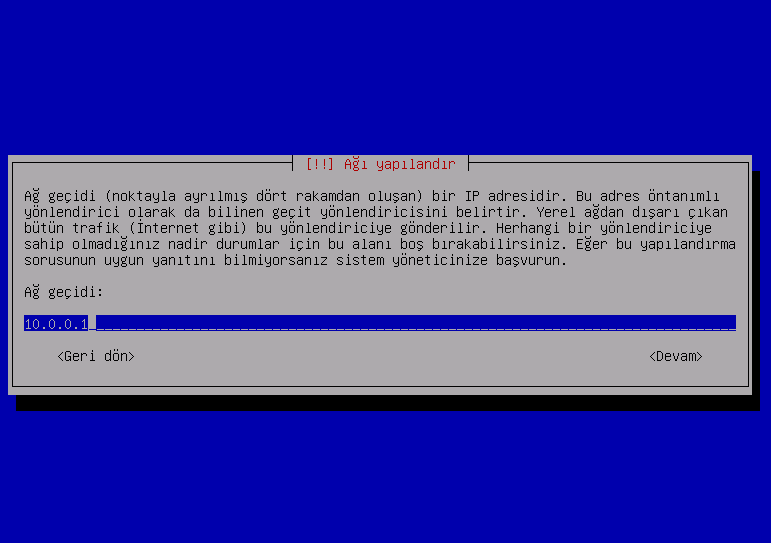 [!!] Ağı yapılandır
Ağ geçidi (noktayla ayrılmış dört rakamdan oluşan) bir IP adresidir. Bu adres öntanımlı
yönlendirici olarak da bilinen geçit yönlendiricisini belirtir. Yerel ağdan dışarı çıkan
bütün trafik (İnternet gibi) bu yönlendiriciye gönderilir. Herhangi bir yönlendiriciye
sahip olmadığınız nadir durumlar için bu alanı boş bırakabilirsiniz. Eğer bu yapılandırma
sorusunun uygun yanıtını bilmiyorsanız sistem yöneticinize başvurun.
Ağ geçidi:
10.0.0.1
<Geri dön> <Devam>